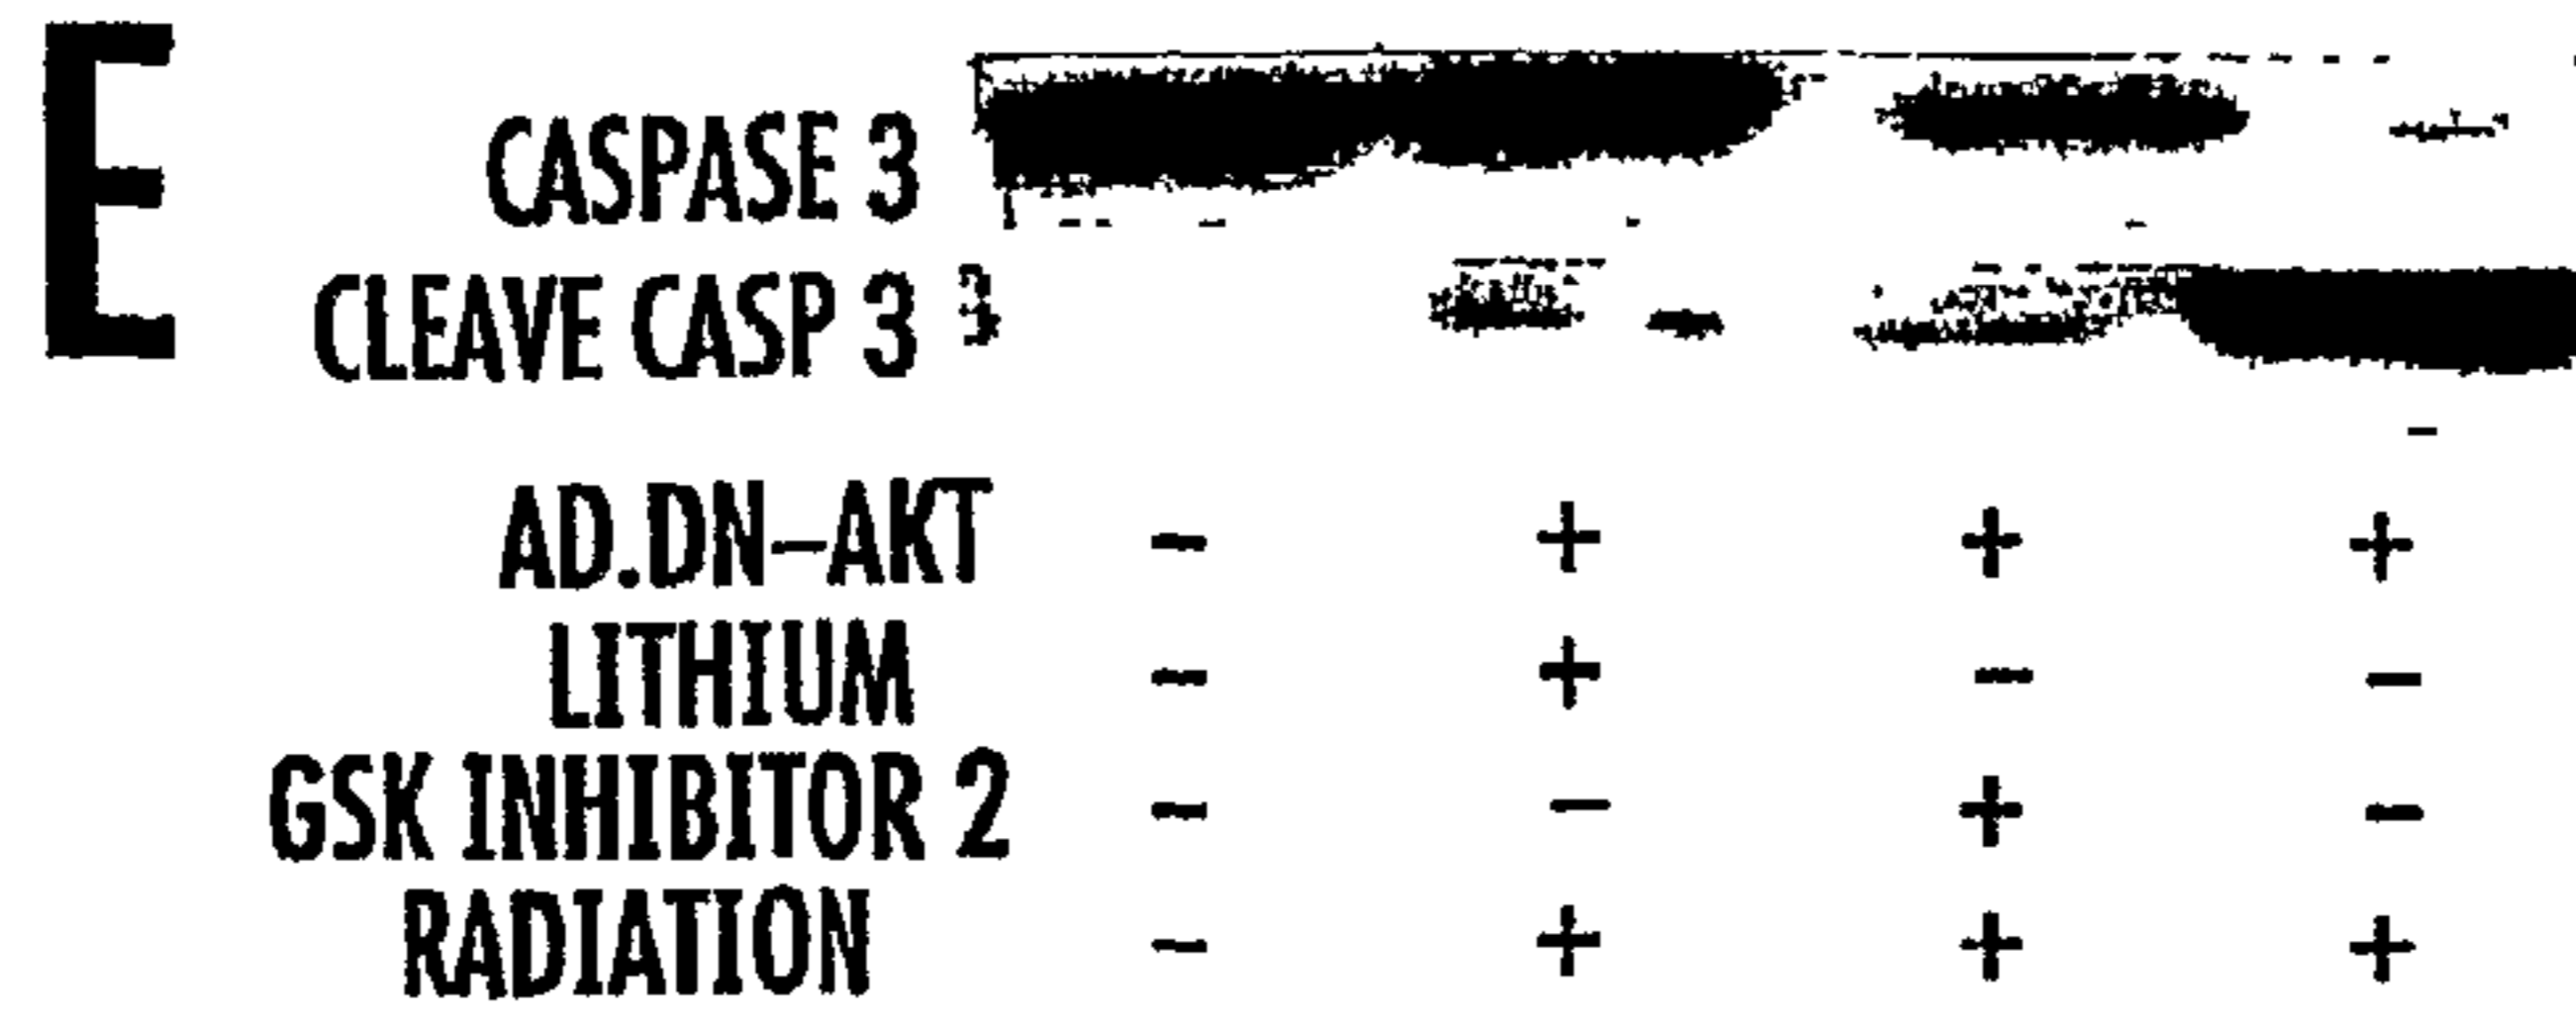 E
CASPASE 3
CLEAVE CASP 3
AD.DN–AKT – + + +
LITHIUM – + – –
GSK INHIBITOR 2 – – + –
RADIATION – + + +